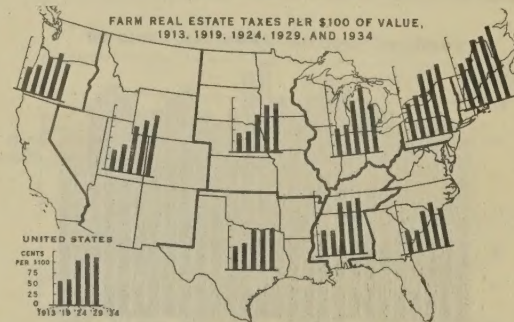 FARM REAL ESTATE TAXES PER $100 OF VALUE,
1913, 1919, 1924, 1929, AND 1934
UNITED STATES
CENTS
PER $100
75
50
25
0
1913 '19 '24 '29 '34